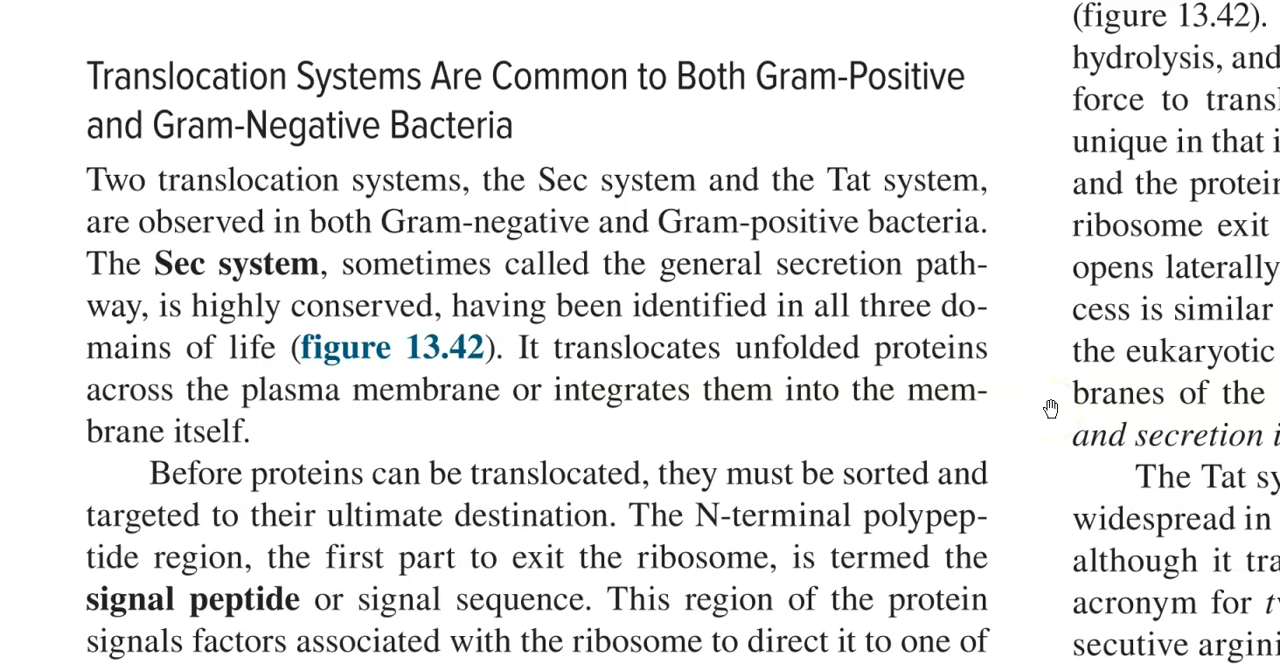 Translocation Systems Are Common to Both Gram-Positive
and Gram-Negative Bacteria
Two translocation systems, the Sec system and the Tat system,
are observed in both Gram-negative and Gram-positive bacteria.
The Sec system, sometimes called the general secretion path-
way, is highly conserved, having been identified in all three do-
mains of life (figure 13.42). It translocates unfolded proteins
across the plasma membrane or integrates them into the mem-
brane itself.
Before proteins can be translocated, they must be sorted and
targeted to their ultimate destination. The N-terminal polypep-
tide region, the first part to exit the ribosome, is termed the
signal peptide or signal sequence. This region of the protein
signals factors associated with the ribosome to direct it to one of
(figure 13.42).
hydrolysis, and
force to transl
unique in that i
and the protein
ribosome exit
opens laterally
cess is similar
the eukaryotic
branes of the
and secretion i
The Tat sy
widespread in
although it tra
acronym for tw
secutive argini